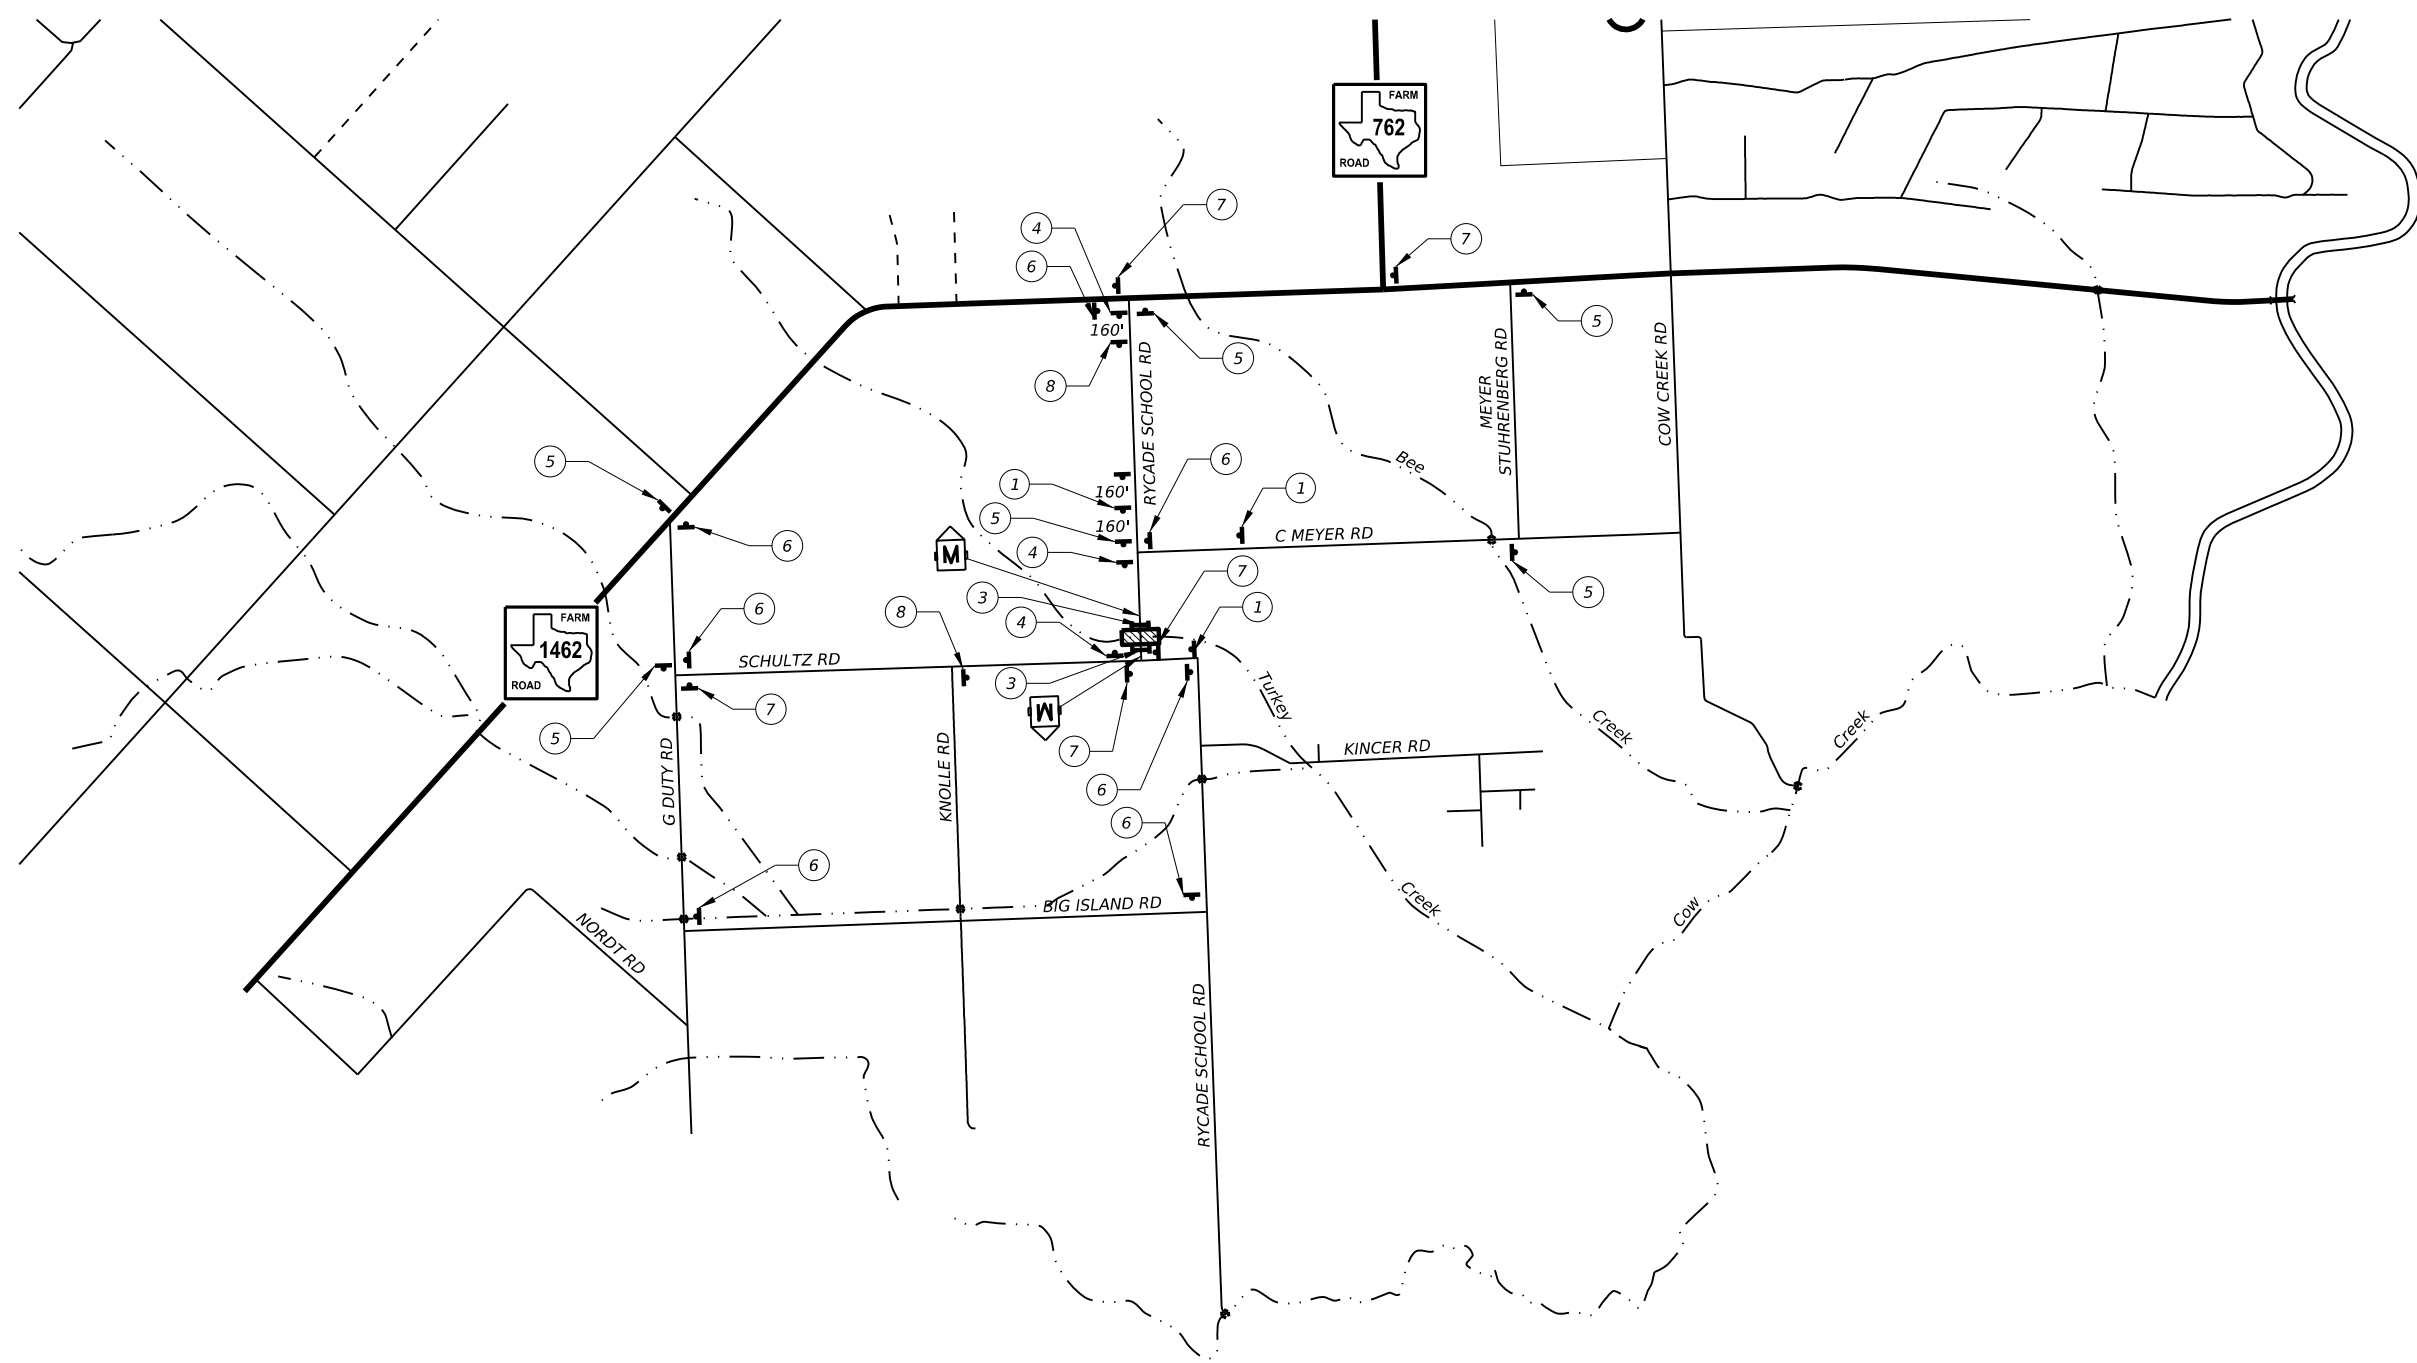 FARM
762
ROAD
7
4
7
6
5
160'
5
8
RYCADE SCHOOL RD
MEYER
STUHRENBERG RD
COW CREEK RD
5
6
Bee
1
160'
1
5
160'
C MEYER RD
6
M
4
7
5
3
8
6
1
4
FARM
1462
ROAD
SCHULTZ RD
3
Turkey
7
M
5
Creek
Creek
7
KINCER RD
G DUTY RD
KNOLLE RD
6
6
6
Creek
BIG ISLAND RD
Cow
NORDT RD
RYCADE SCHOOL RD